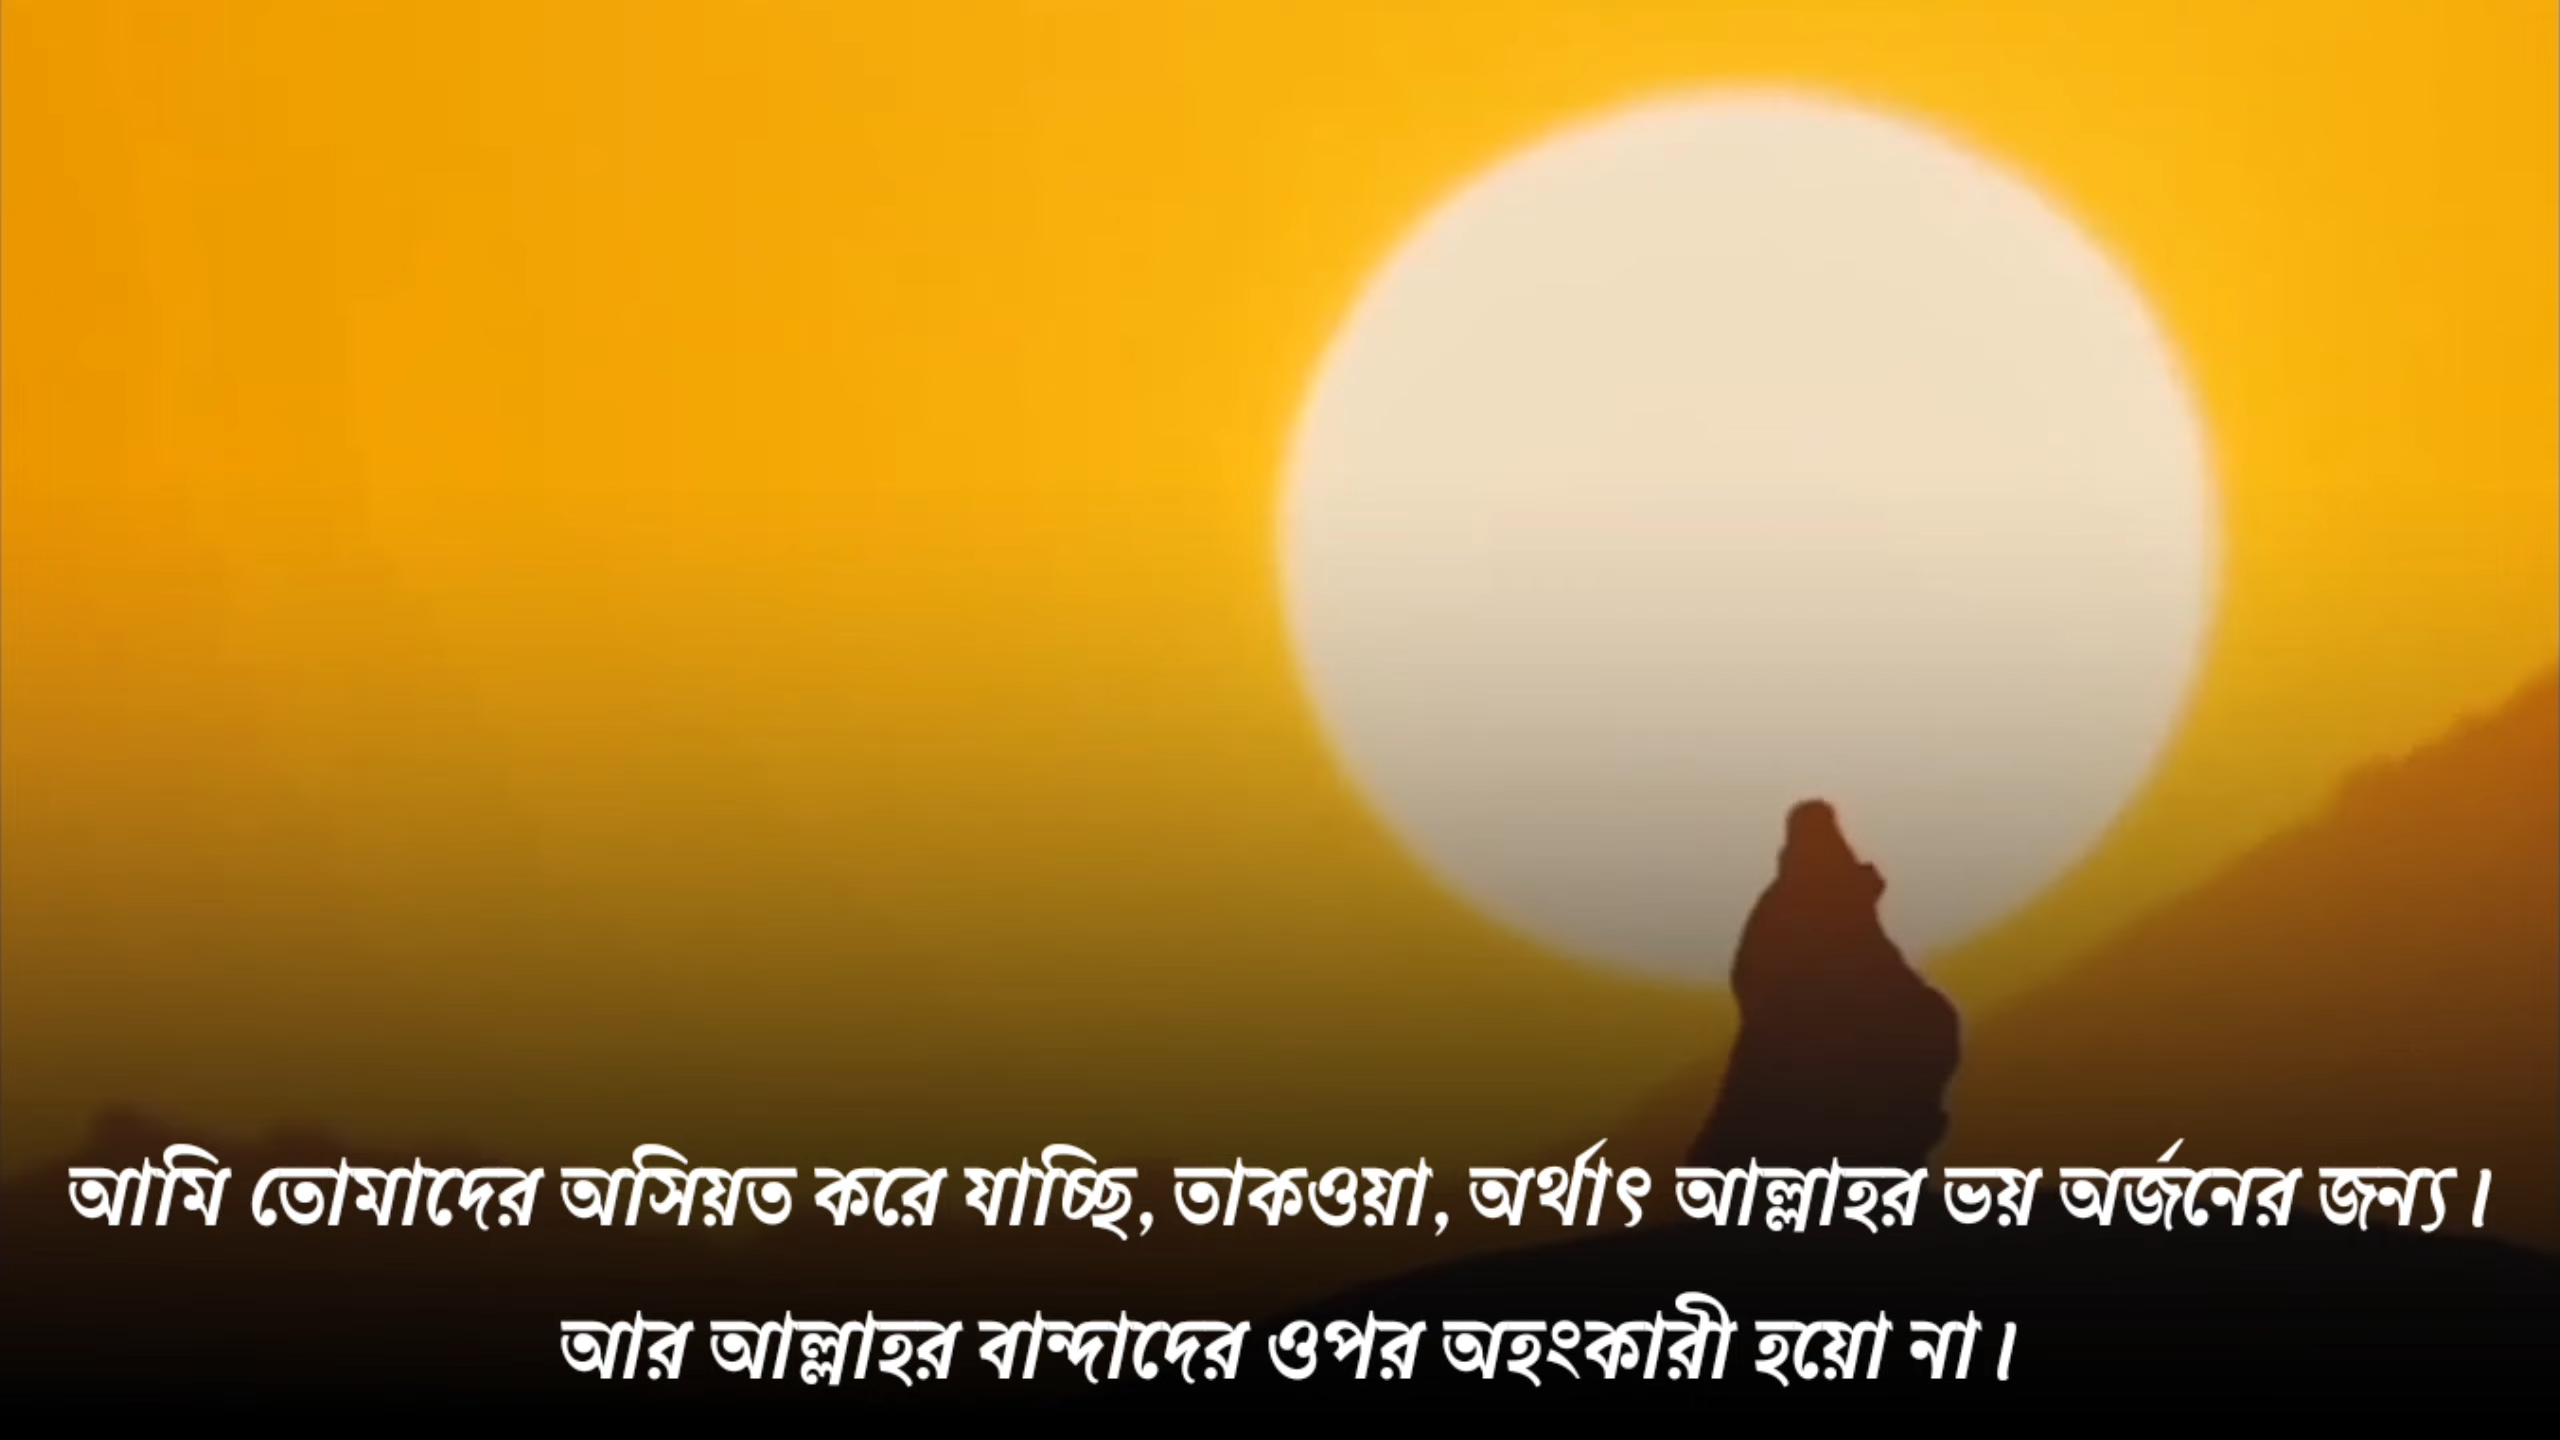 আমি তোমাদের অসিয়ত করে যাচ্ছি, তাকওয়া, অর্থাৎ আল্লাহর ভয় অর্জনের জন্য।
আর আল্লাহর বান্দাদের ওপর অহংকারী হয়ো না।